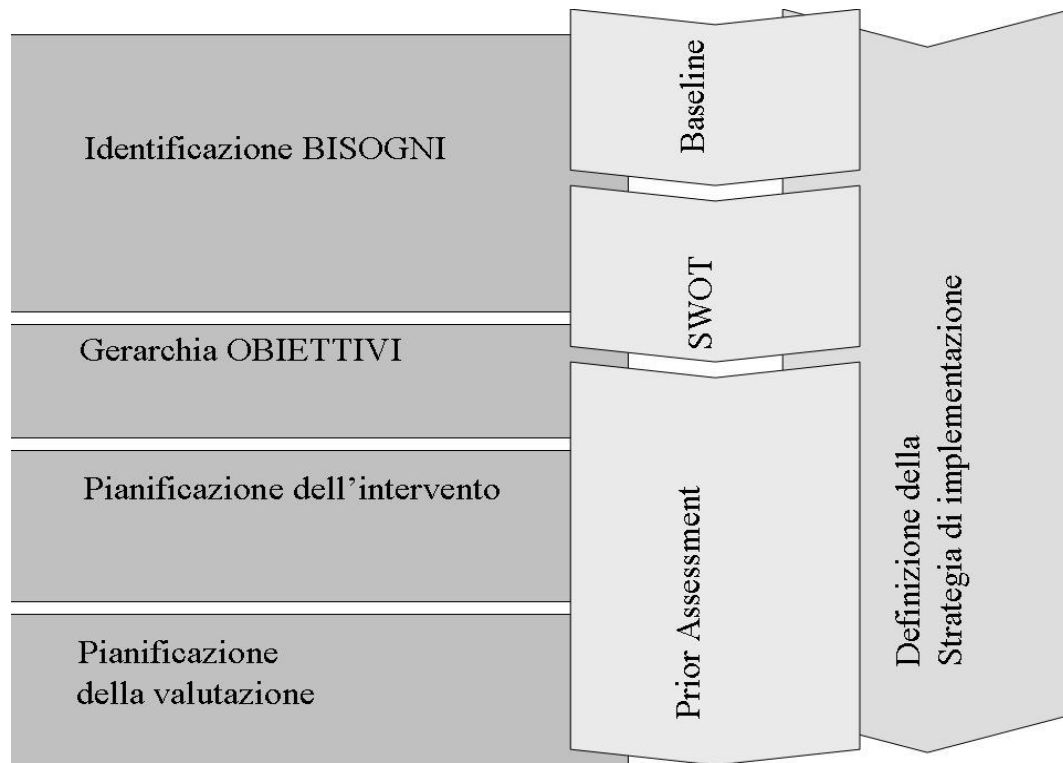 Identificazione BISOGNI
Gerarchia OBIETTIVI
Pianificazione dell’intervento
Pianificazione
della valutazione
Baseline
SWOT
Prior Assessment
Definizione della
Strategia di implementazione